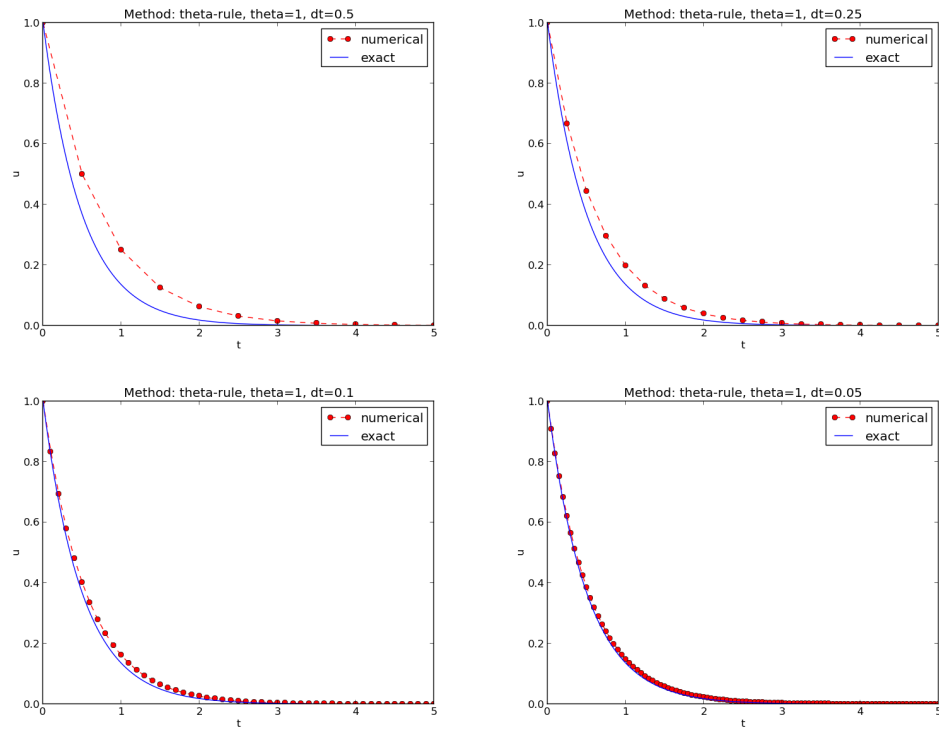 Method: theta-rule, theta=1, dt=0.5
numerical
exact
1.0
0.8
0.6
0.4
0.2
0.0
u
0 1 2 3 4 5
t
Method: theta-rule, theta=1, dt=0.25
numerical
exact
1.0
0.8
0.6
0.4
0.2
0.0
u
0 1 2 3 4 5
t
Method: theta-rule, theta=1, dt=0.1
numerical
exact
1.0
0.8
0.6
0.4
0.2
0.0
u
0 1 2 3 4 5
t
Method: theta-rule, theta=1, dt=0.05
numerical
exact
1.0
0.8
0.6
0.4
0.2
0.0
u
0 1 2 3 4 5
t